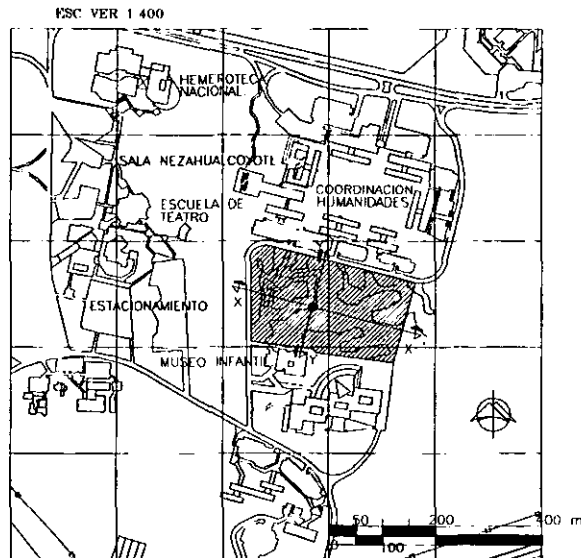 ESC VER 1 400
HEMEROTECA
NACIONAL
SALA NEZAHUALCOYOTL
ESCUELA DE
TEATRO
COORDINACION
HUMANIDADES
ESTACIONAMIENTO
X
X
MUSEO INFANTIL
Y
50
200
400 m
0
100